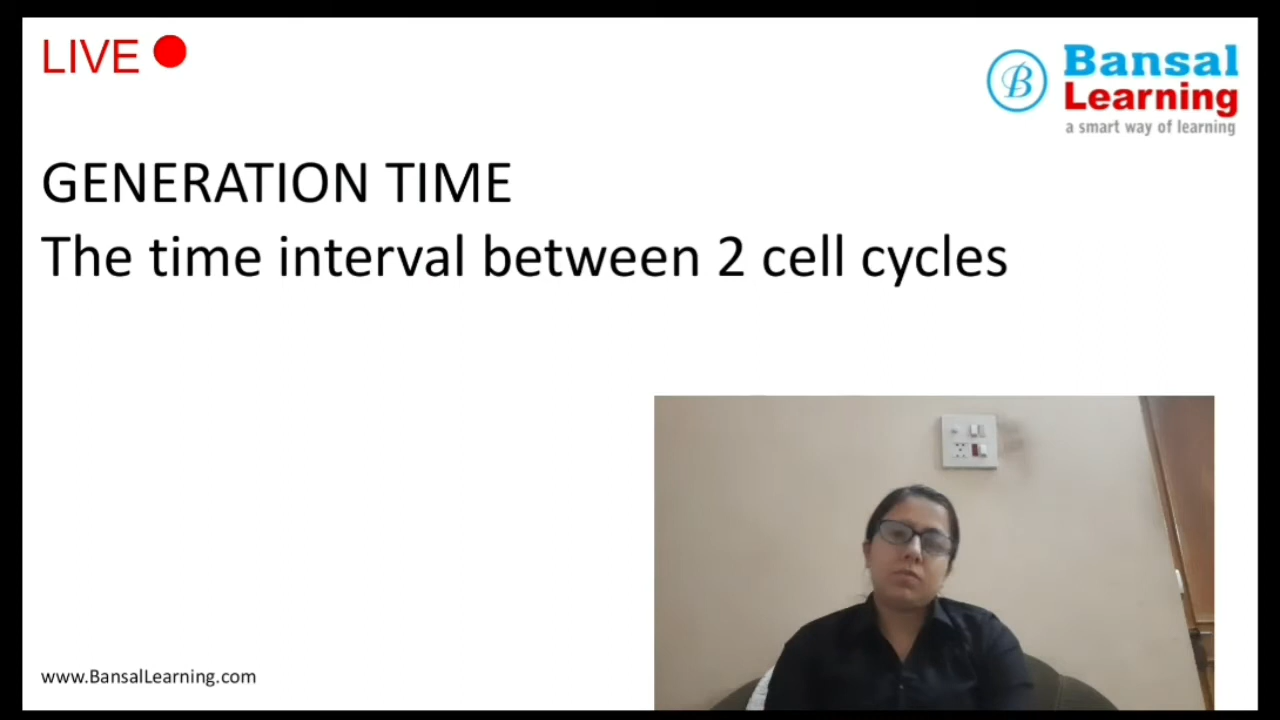 LIVE
Bansal
Learning
a smart way of learning
GENERATION TIME
The time interval between 2 cell cycles
www.BansalLearning.com